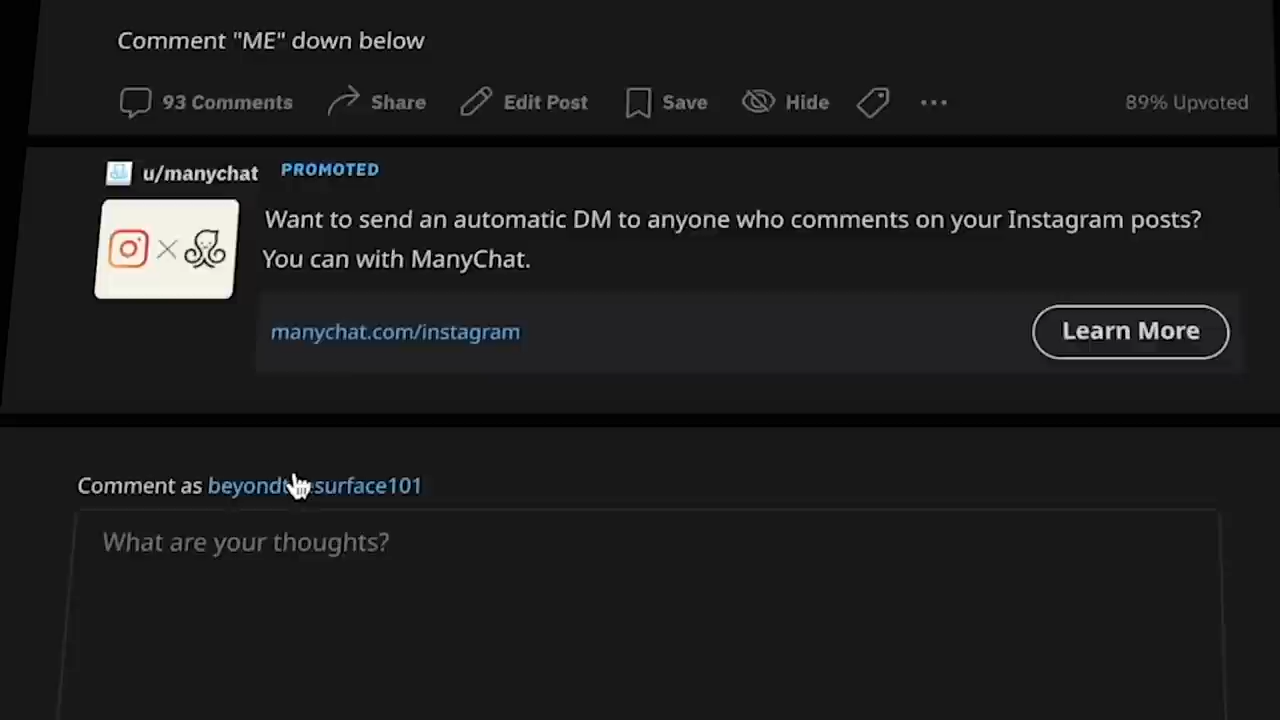 Comment "ME" down below
93 Comments Share Edit Post Save Hide 89% Upvoted
u/manychat PROMOTED
Want to send an automatic DM to anyone who comments on your Instagram posts?
You can with ManyChat.
manychat.com/instagram
Learn More
Comment as
What are your thoughts?